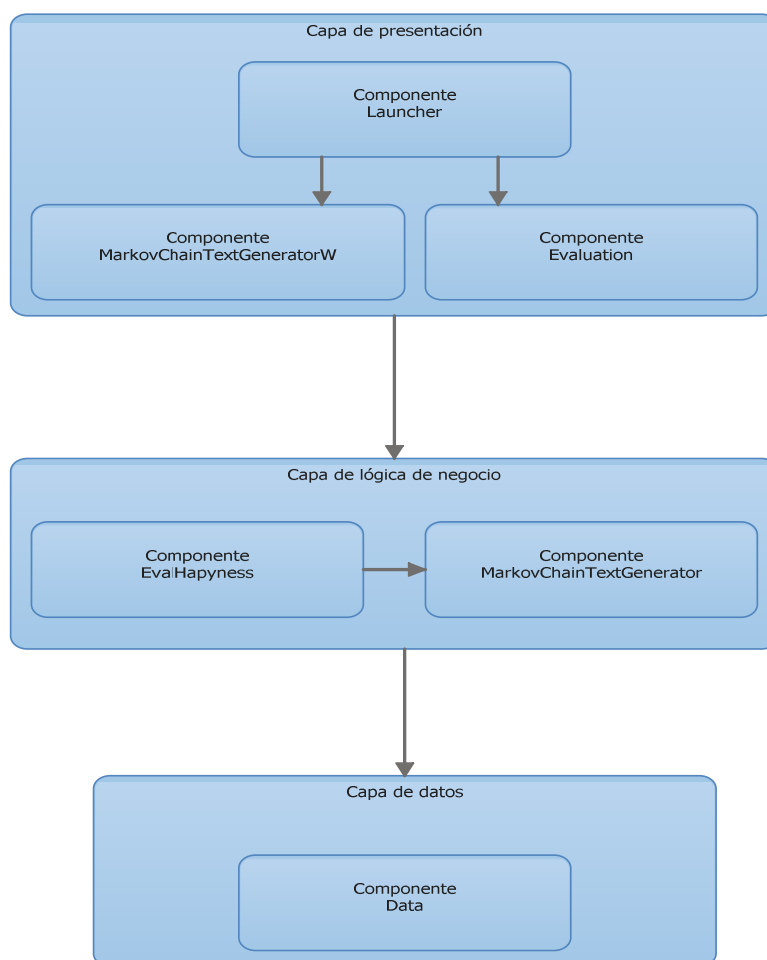 Capa de presentación
Componente
Launcher
Componente
MarkovChainTextGeneratorW
Componente
Evaluation
Capa de lógica de negocio
Componente
EvalHapyness
Componente
MarkovChainTextGenerator
Capa de datos
Componente
Data